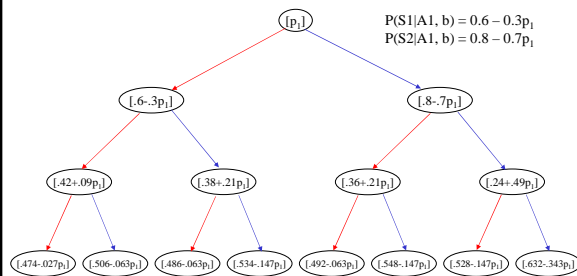 [p₁]
P(S1|A1, b) = 0.6 – 0.3p₁
P(S2|A1, b) = 0.8 – 0.7p₁
[.6-.3p₁]
[.8-.7p₁]
[.42+.09p₁]
[.38+.21p₁]
[.36+.21p₁]
[.24+.49p₁]
[.474-.027p₁]
[.506-.063p₁]
[.486-.063p₁]
[.534-.147p₁]
[.492-.063p₁]
[.548-.147p₁]
[.528-.147p₁]
[.632-.343p₁]